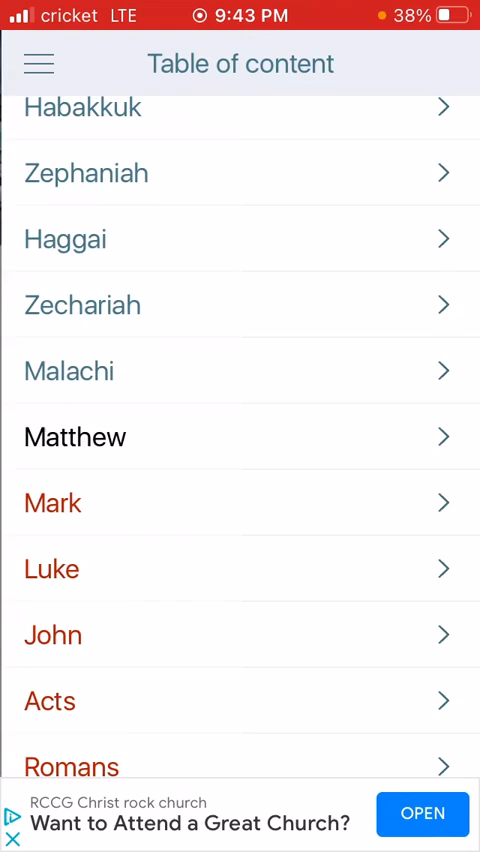 cricket LTE 9:43 PM 38%
Table of content
Habakkuk
Zephaniah
Haggai
Zechariah
Malachi
Matthew
Mark
Luke
John
Acts
Romans
RCCG Christ rock church
Want to Attend a Great Church?
OPEN